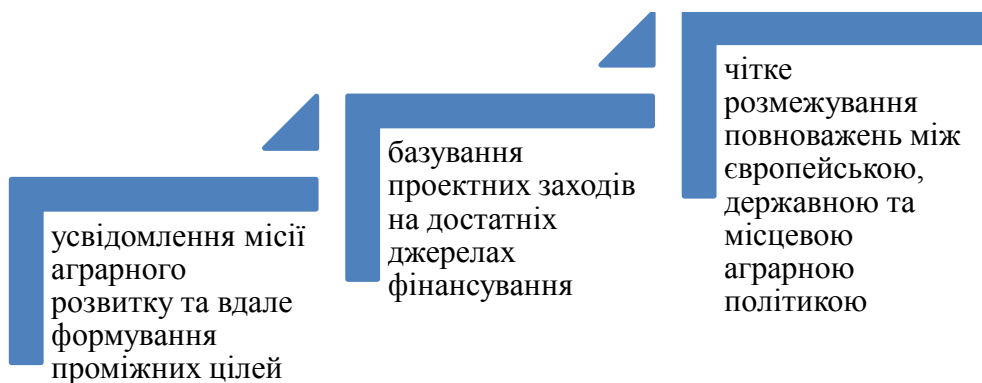 усвідомлення місії
аграрного
розвитку та вдале
формування
проміжних цілей
базування
проектних заходів
на достатніх
джерелах
фінансування
чітке
розмежування
повноважень між
європейською,
державною та
місцевою
аграрною
політикою